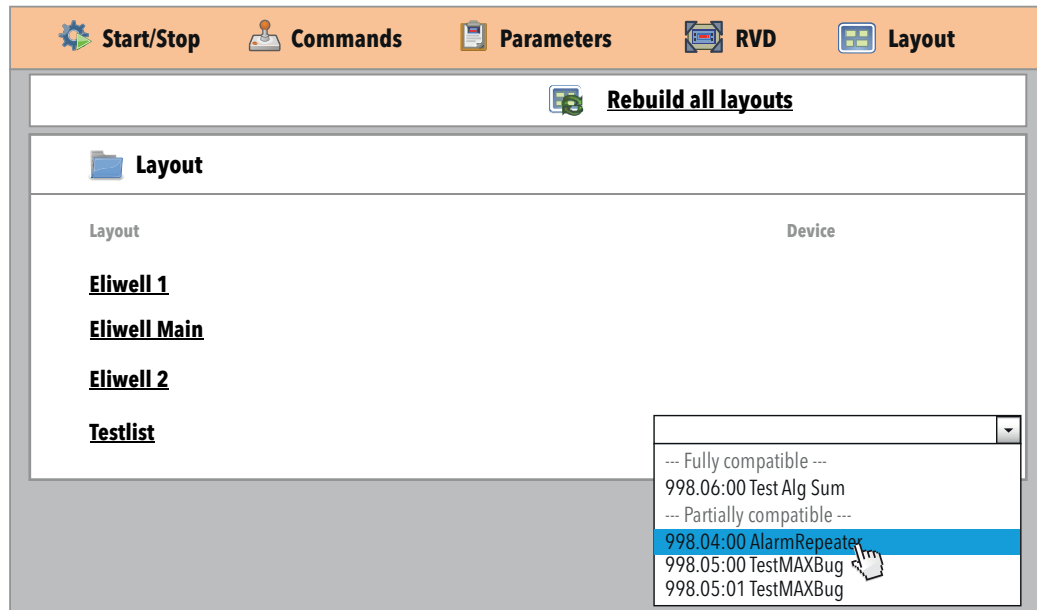 Start/Stop Commands Parameters RVD Layout
Rebuild all layouts
Layout
Layout Device
Eliwell 1
Eliwell Main
Eliwell 2
Testlist
--- Fully compatible ---
998.06:00 Test Alg Sum
--- Partially compatible ---
998.04:00 AlarmRepeater
998.05:00 TestMAXBug
998.05:01 TestMAXBug